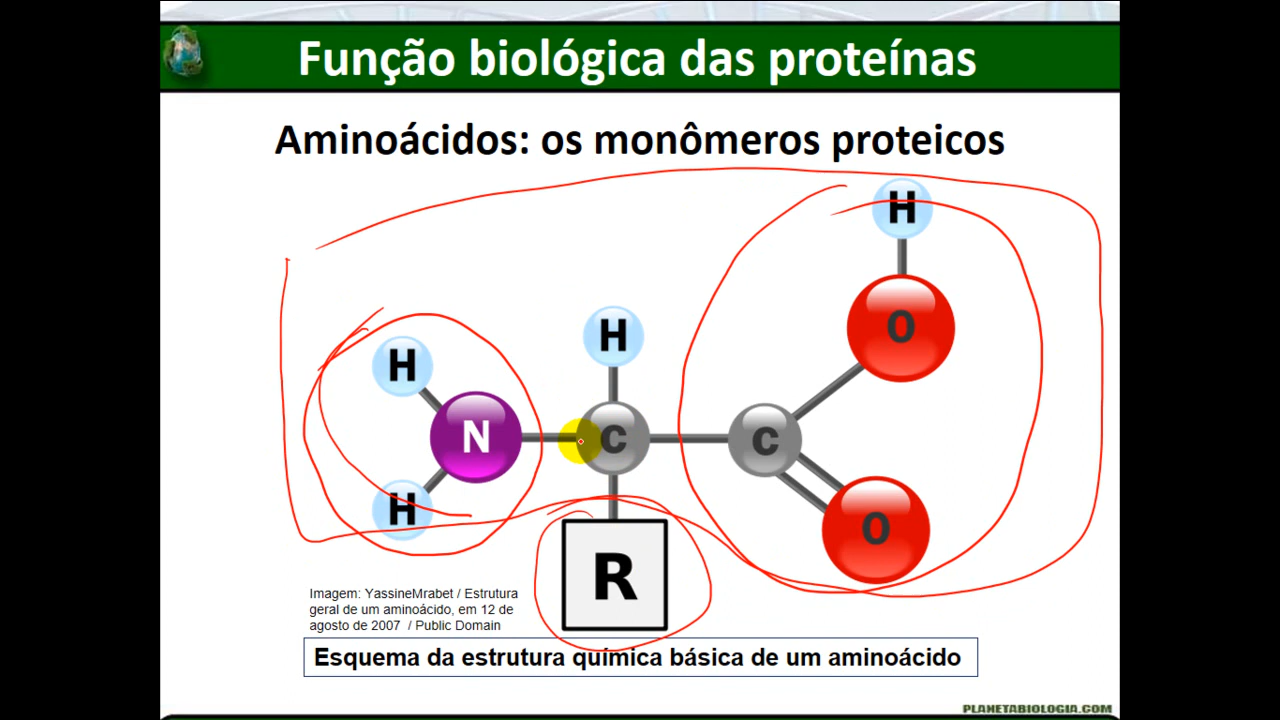 Função biológica das proteínas
Aminoácidos: os monômeros proteicos
H
O
H
H
N
C
C
H
O
R
Imagem: YassineMrabet / Estrutura
geral de um aminoácido, em 12 de
agosto de 2007 / Public Domain
Esquema da estrutura química básica de um aminoácido
PLANETABIOLOGIA.COM